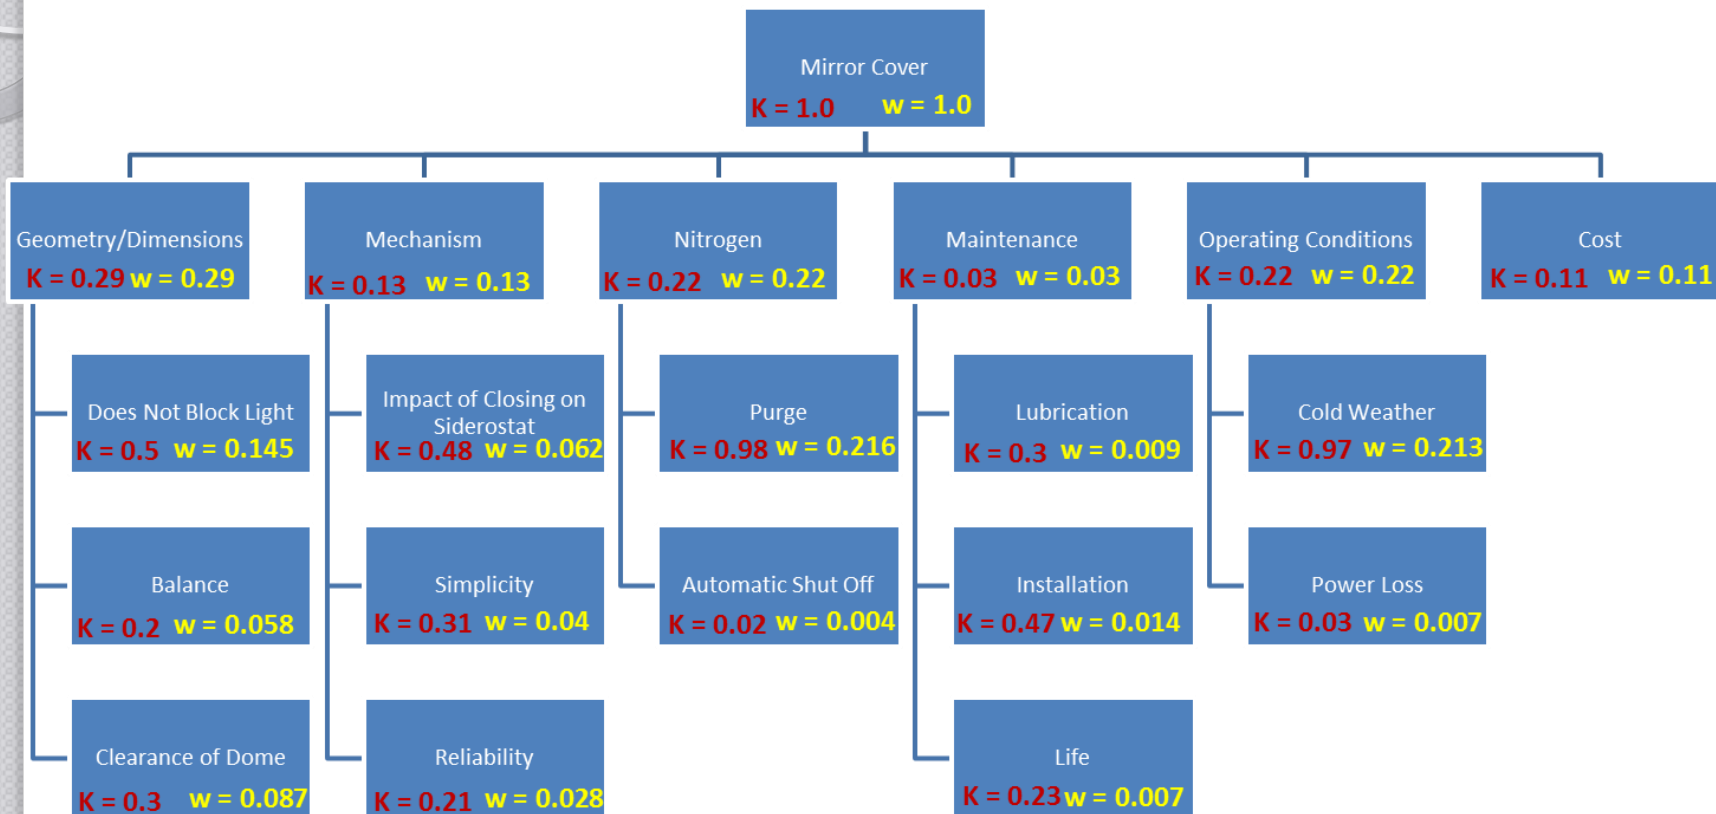 Mirror Cover
K = 1.0 w = 1.0
Geometry/Dimensions
K = 0.29 w = 0.29
Mechanism
K = 0.13 w = 0.13
Nitrogen
K = 0.22 w = 0.22
Maintenance
K = 0.03 w = 0.03
Operating Conditions
K = 0.22 w = 0.22
Cost
K = 0.11 w = 0.11
Does Not Block Light
K = 0.5 w = 0.145
Impact of Closing on
Siderostat
K = 0.48 w = 0.062
Purge
K = 0.98 w = 0.216
Lubrication
K = 0.3 w = 0.009
Cold Weather
K = 0.97 w = 0.213
Balance
K = 0.2 w = 0.058
Simplicity
K = 0.31 w = 0.04
Automatic Shut Off
K = 0.02 w = 0.004
Installation
K = 0.47 w = 0.014
Power Loss
K = 0.03 w = 0.007
Clearance of Dome
K = 0.3 w = 0.087
Reliability
K = 0.21 w = 0.028
Life
K = 0.23 w = 0.007